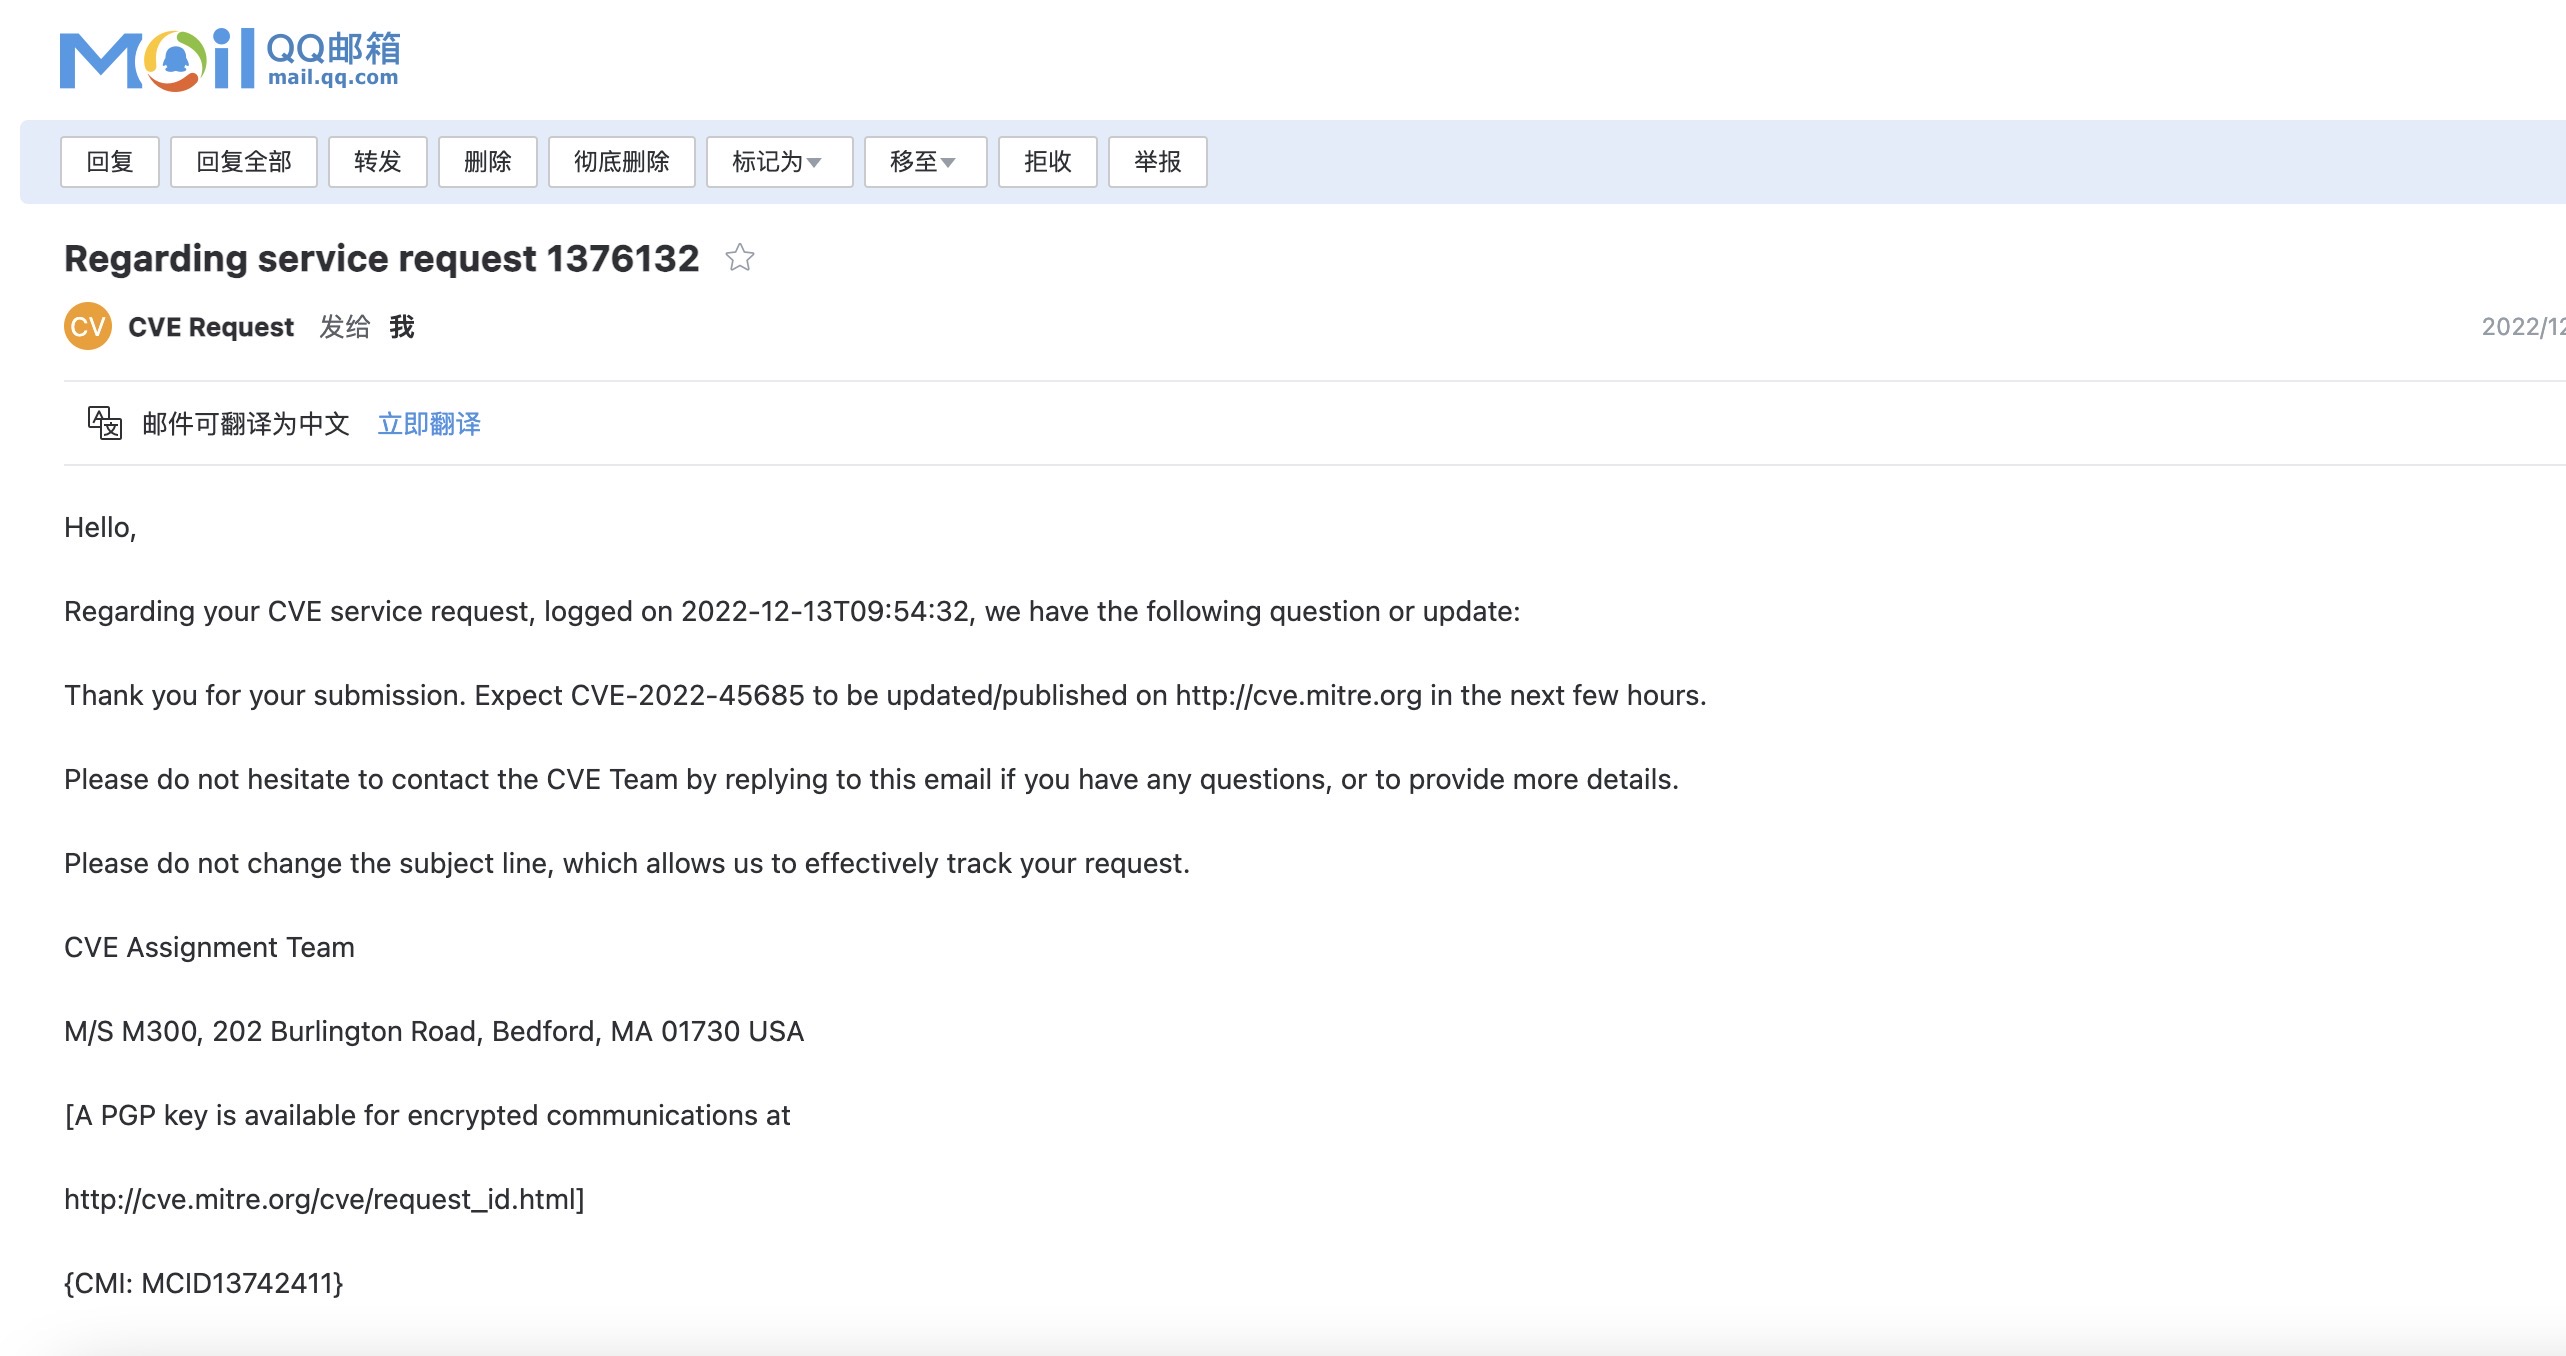 Mail QQ邮箱
mail.qq.com
回复 回复全部 转发 删除 彻底删除 标记为 移至 拒收 举报
Regarding service request 1376132
CV CVE Request 发给 我 2022/12
邮件可翻译为中文 立即翻译
Hello,
Regarding your CVE service request, logged on 2022-12-13T09:54:32, we have the following question or update:
Thank you for your submission. Expect CVE-2022-45685 to be updated/published on http://cve.mitre.org in the next few hours.
Please do not hesitate to contact the CVE Team by replying to this email if you have any questions, or to provide more details.
Please do not change the subject line, which allows us to effectively track your request.
CVE Assignment Team
M/S M300, 202 Burlington Road, Bedford, MA 01730 USA
[A PGP key is available for encrypted communications at
http://cve.mitre.org/cve/request_id.html]
{CMI: MCID13742411}